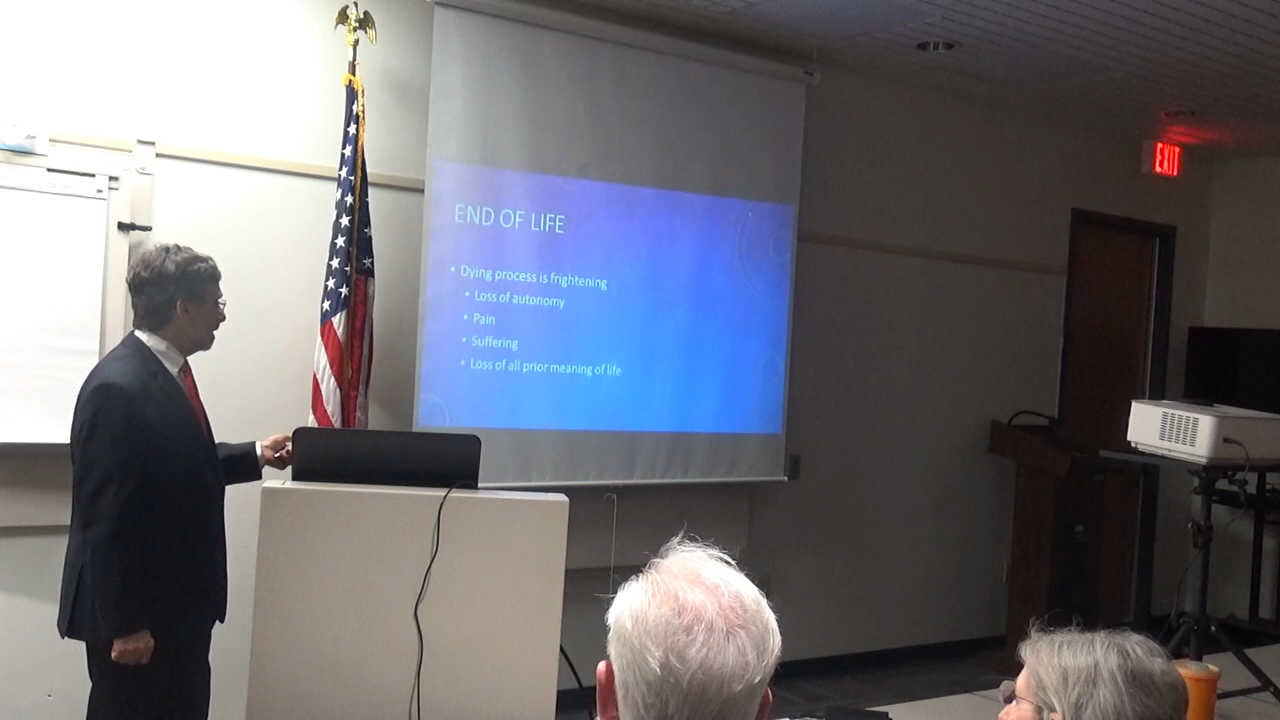 END OF LIFE
• Dying process is frightening
• Loss of autonomy
• Pain
• Suffering
• Loss of all prior meaning of life
EXIT